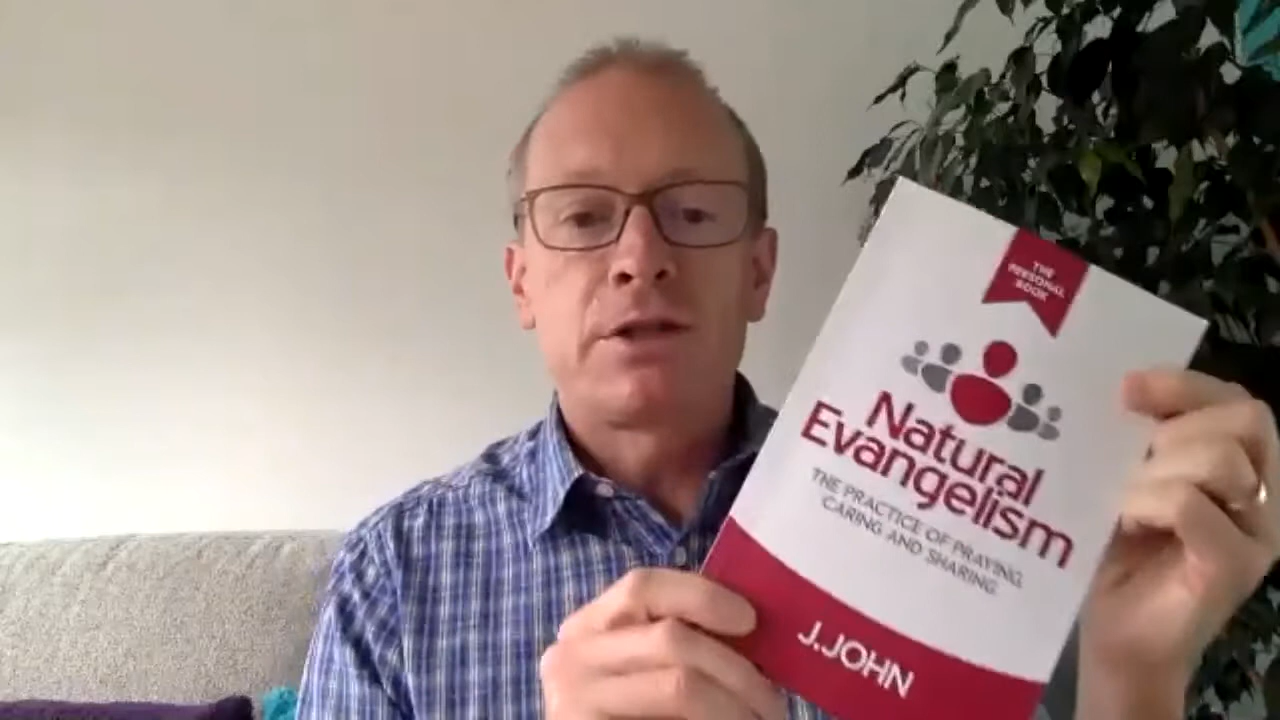 THE
PERSONAL
BOOK
Natural
Evangelism
THE PRACTICE OF PRAYING,
CARING AND SHARING
J.JOHN